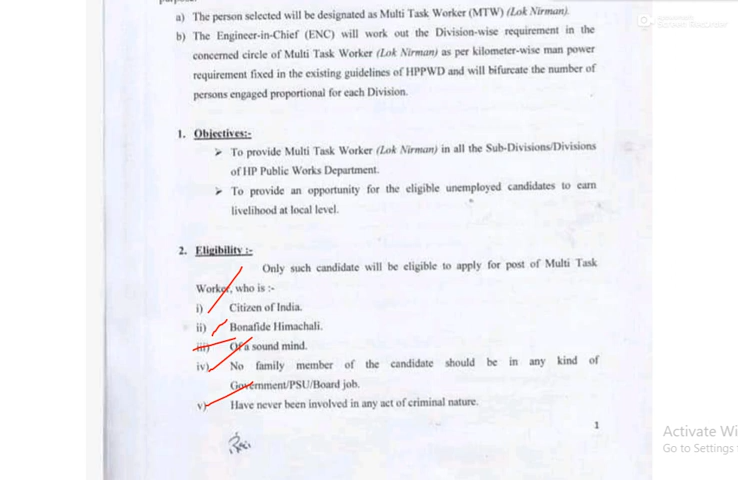 a) The person selected will be designated as Multi Task Worker (MTW) (Lok Nirman).
b) The Engineer-in-Chief (ENC) will work out the Division-wise requirement in the
concerned circle of Multi Task Worker (Lok Nirman) as per kilometer-wise man power
requirement fixed in the existing guidelines of HPPWD and will bifurcate the number of
persons engaged proportional for each Division.
1. Objectives:-
➢ To provide Multi Task Worker (Lok Nirman) in all the Sub-Divisions/Divisions
of HP Public Works Department.
➢ To provide an opportunity for the eligible unemployed candidates to earn
livelihood at local level.
2. Eligibility :-
Only such candidate will be eligible to apply for post of Multi Task
Worker, who is :-
i) Citizen of India.
ii) Bonafide Himachali.
iii) Of a sound mind.
iv) No family member of the candidate should be in any kind of
Government/PSU/Board job.
v) Have never been involved in any act of criminal nature.
1
Activate Wi
Go to Settings